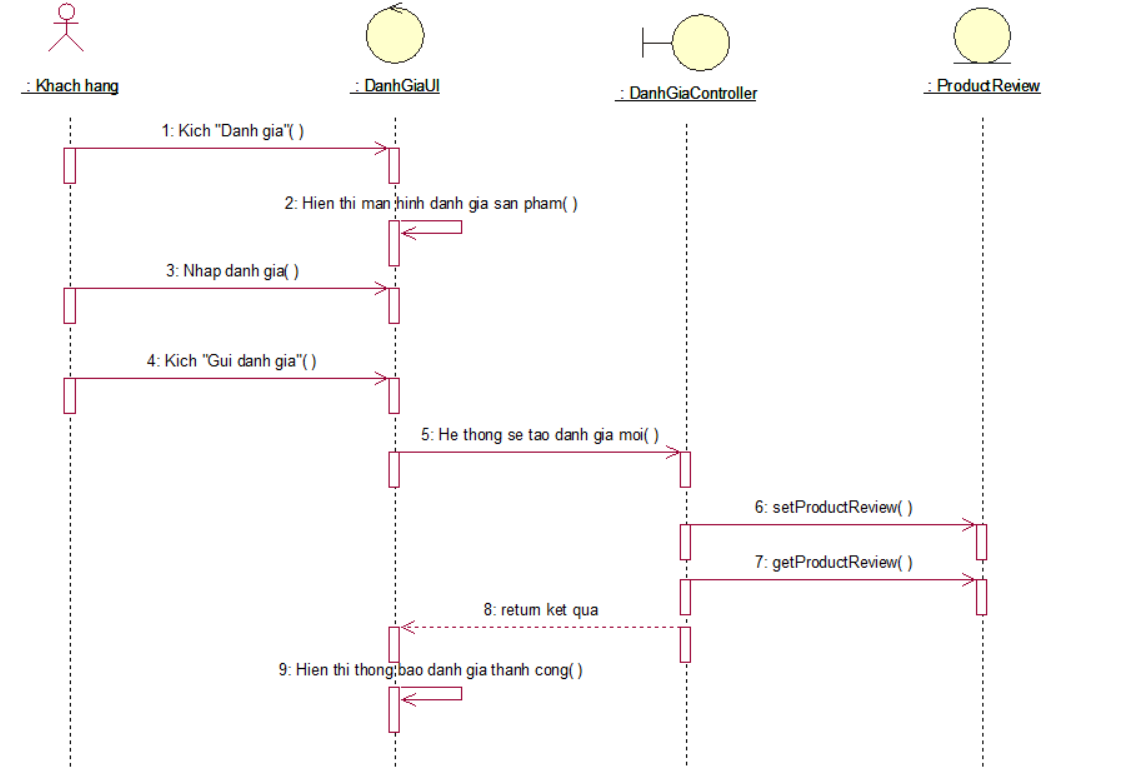 : Khach hang
: DanhGiaUI
: DanhGiaController
: ProductReview
1: Kich "Danh gia"( )
2: Hien thi man hinh danh gia san pham( )
3: Nhap danh gia( )
4: Kich "Gui danh gia"( )
5: He thong se tao danh gia moi( )
6: setProductReview( )
7: getProductReview( )
8: return ket qua
9: Hien thi thong bao danh gia thanh cong( )